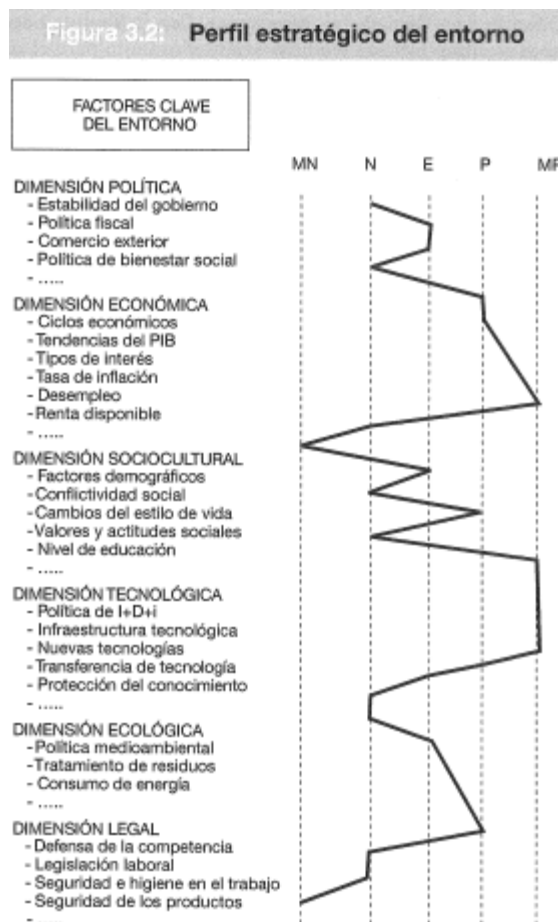 Figura 3.2: Perfil estratégico del entorno
FACTORES CLAVE
DEL ENTORNO
MN N E P MP
DIMENSIÓN POLÍTICA
- Estabilidad del gobierno
- Política fiscal
- Comercio exterior
- Política de bienestar social
- .....
DIMENSIÓN ECONÓMICA
- Ciclos económicos
- Tendencias del PIB
- Tipos de interés
- Tasa de inflación
- Desempleo
- Renta disponible
- .....
DIMENSIÓN SOCIOCULTURAL
- Factores demográficos
- Conflictividad social
- Cambios del estilo de vida
- Valores y actitudes sociales
- Nivel de educación
- .....
DIMENSIÓN TECNOLÓGICA
- Política de I+D+i
- Infraestructura tecnológica
- Nuevas tecnologías
- Transferencia de tecnología
- Protección del conocimiento
- .....
DIMENSIÓN ECOLÓGICA
- Política medioambiental
- Tratamiento de residuos
- Consumo de energía
- .....
DIMENSIÓN LEGAL
- Defensa de la competencia
- Legislación laboral
- Seguridad e higiene en el trabajo
- Seguridad de los productos
- .....